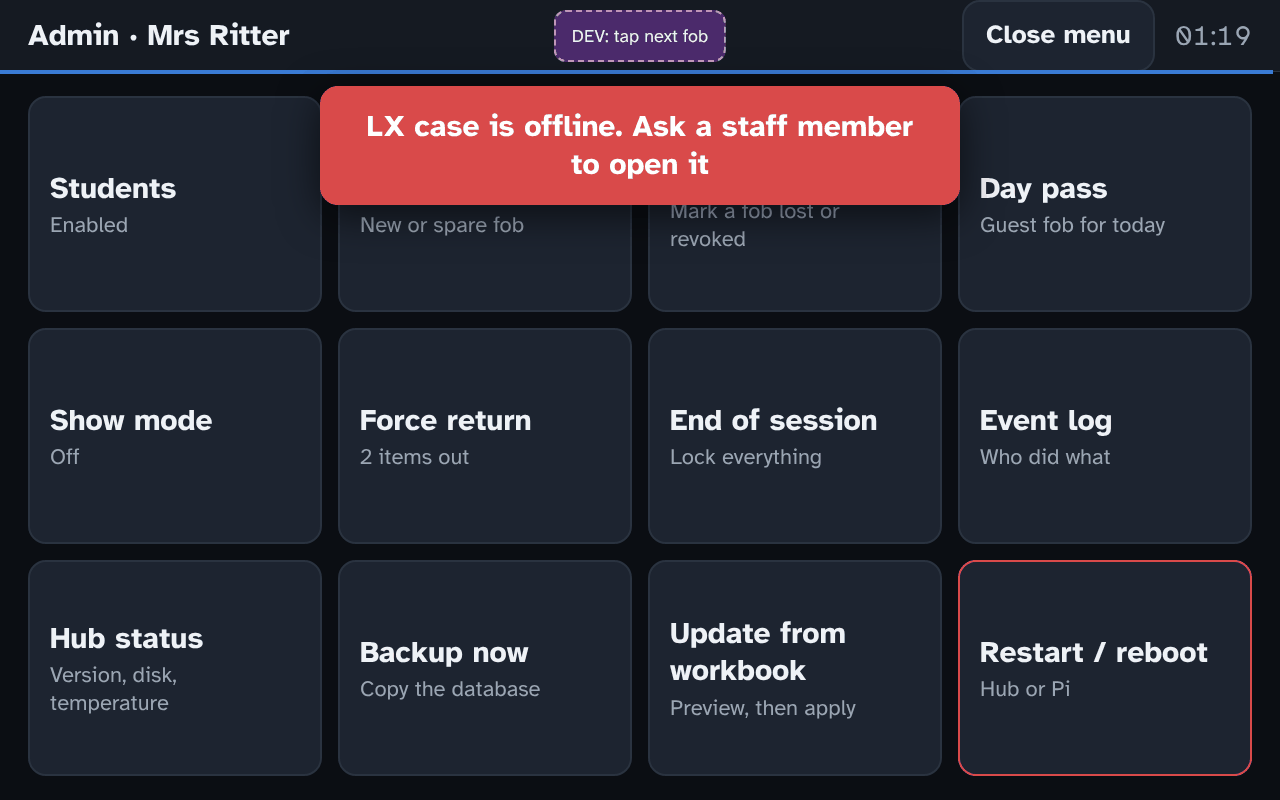 Admin • Mrs Ritter
DEV: tap next fob
Close menu
01:19
LX case is offline. Ask a staff member
to open it
Students
Enabled
New or spare fob
Mark a fob lost or
revoked
Day pass
Guest fob for today
Show mode
Off
Force return
2 items out
End of session
Lock everything
Event log
Who did what
Hub status
Version, disk,
temperature
Backup now
Copy the database
Update from
workbook
Preview, then apply
Restart / reboot
Hub or Pi